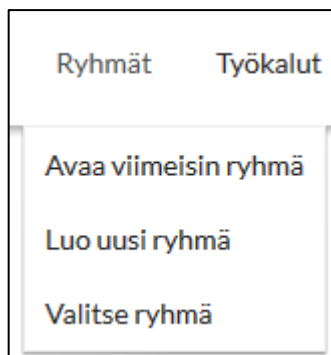 Ryhmät Työkalut
Avaa viimeisin ryhmä
Luo uusi ryhmä
Valitse ryhmä